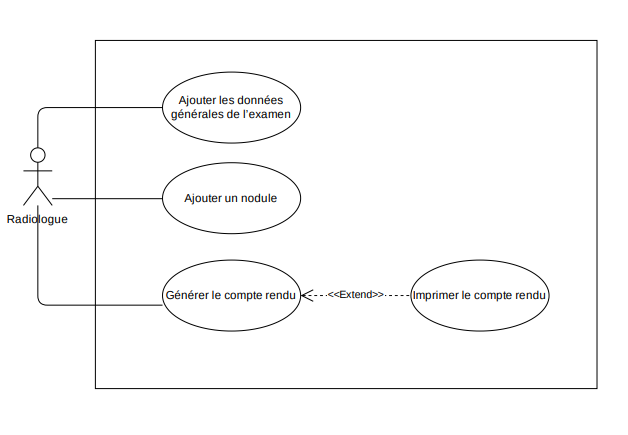 Ajouter les données
générales de l'examen
Ajouter un nodule
Radiologue
Générer le compte rendu
<<Extend>>
Imprimer le compte rendu